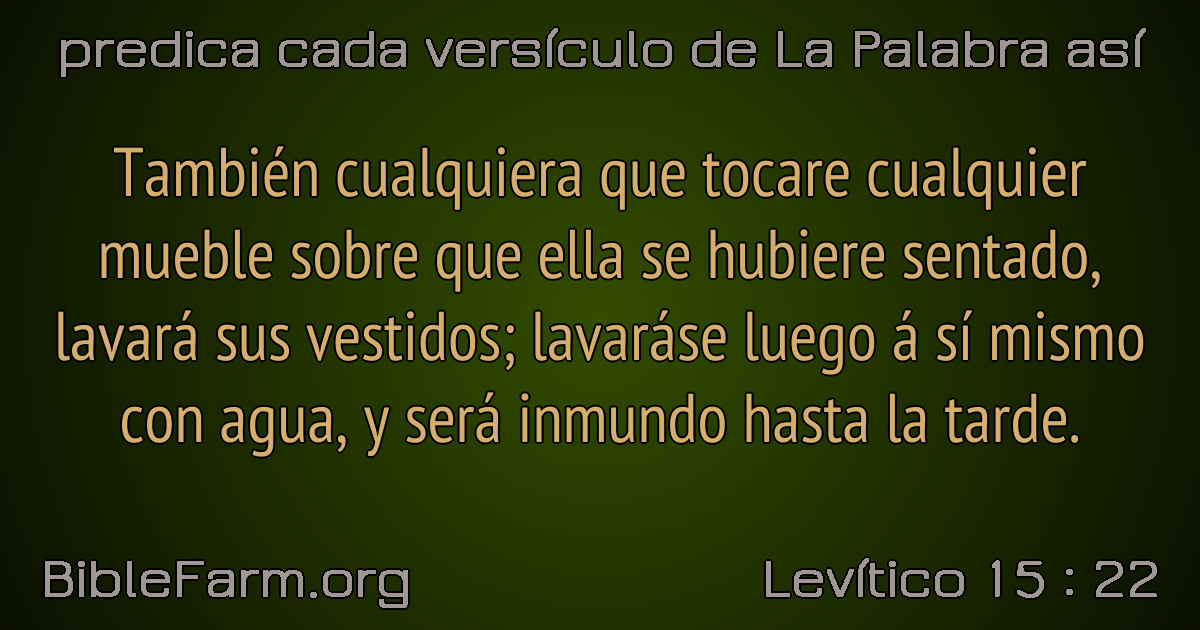 predica cada versículo de La Palabra así
También cualquiera que tocare cualquier
mueble sobre que ella se hubiere sentado,
lavará sus vestidos; lavaráse luego á sí mismo
con agua, y será inmundo hasta la tarde.
BibleFarm.org
Levítico 15 : 22